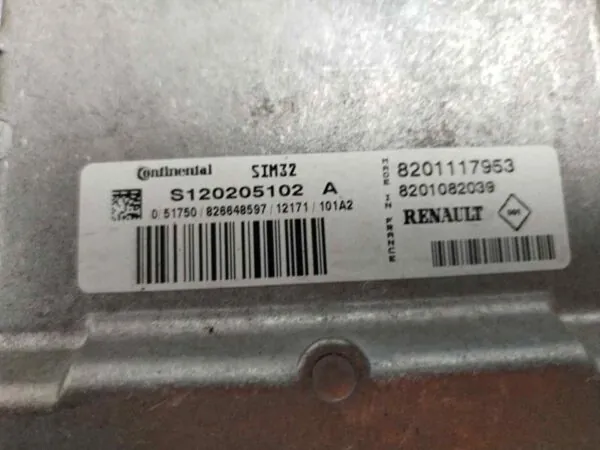 Continental SIM32
S120205102 A
0 51750 / 826648597 / 12171 / 101A2
MADE IN FRANCE
8201117953
8201082039
RENAULT